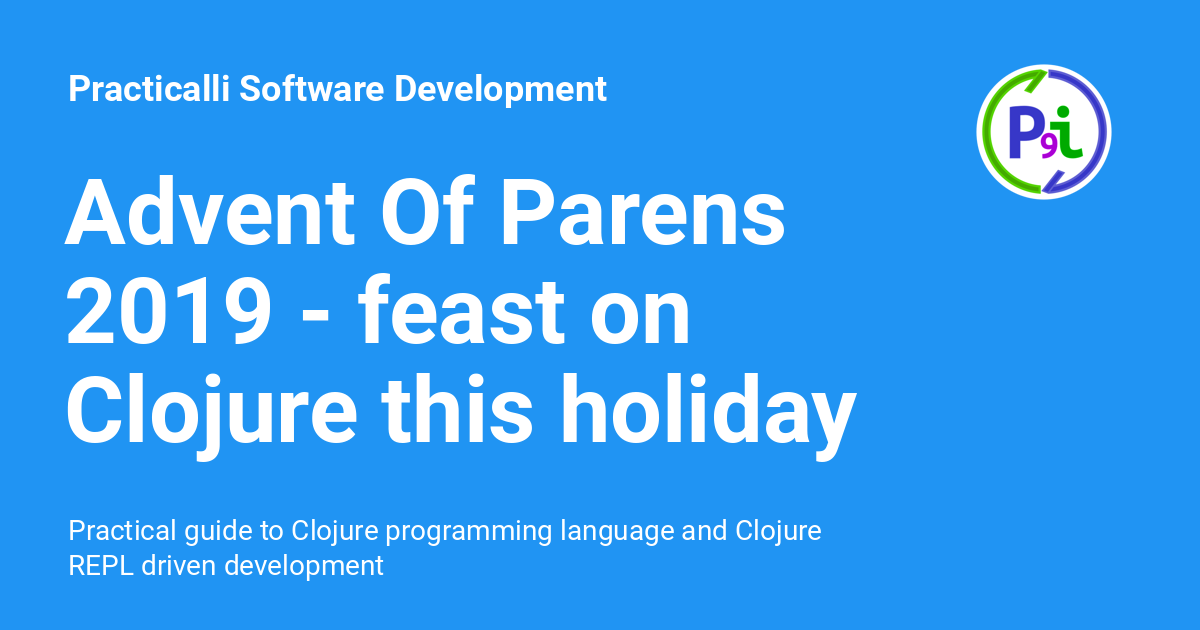 Practicalli Software Development
P9i
Advent Of Parens
2019 - feast on
Clojure this holiday
Practical guide to Clojure programming language and Clojure
REPL driven development